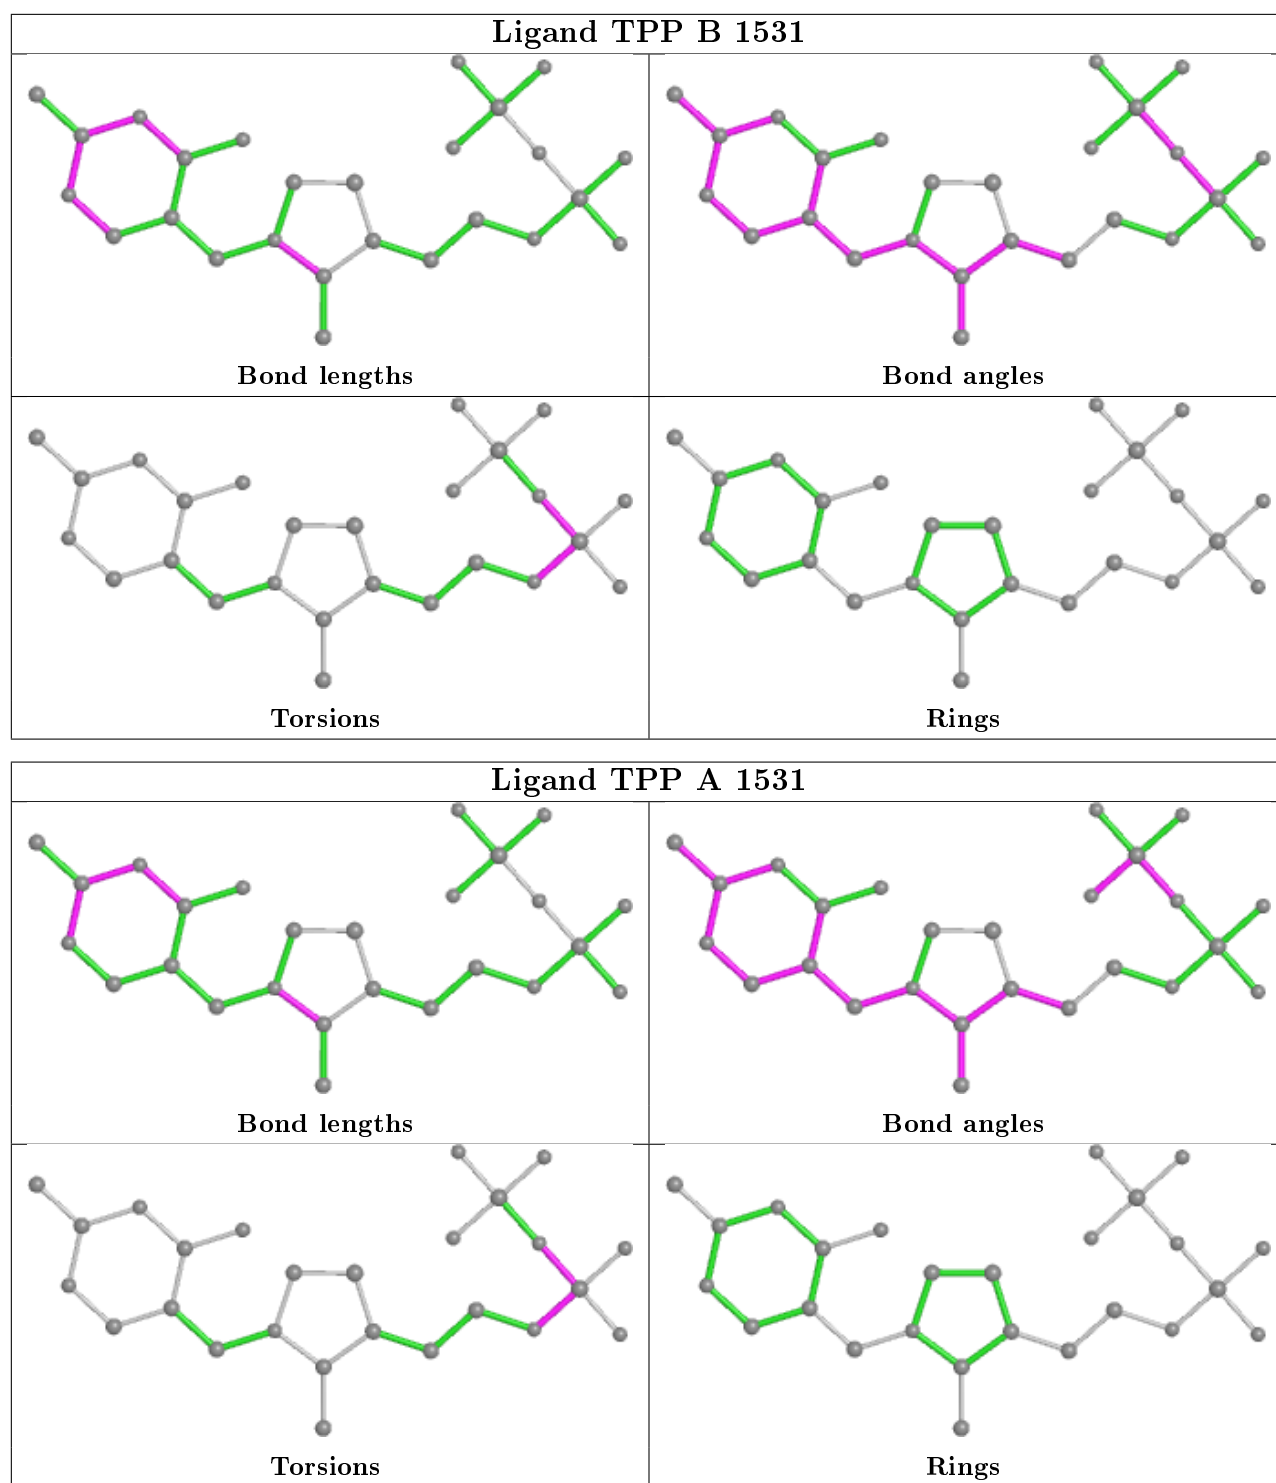 Ligand TPP B 1531
Bond lengths
Bond angles
Torsions
Rings
Ligand TPP A 1531
Bond lengths
Bond angles
Torsions
Rings